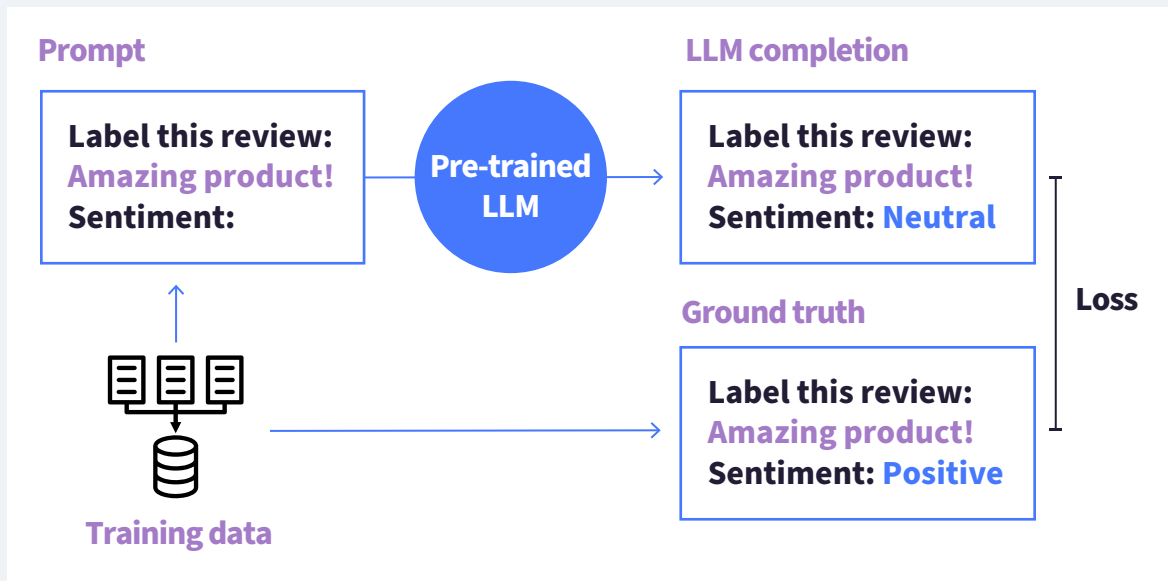 Prompt
Label this review:
Amazing product!
Sentiment:
Pre-trained
LLM
LLM completion
Label this review:
Amazing product!
Sentiment: Neutral
Loss
Ground truth
Label this review:
Amazing product!
Sentiment: Positive
Training data